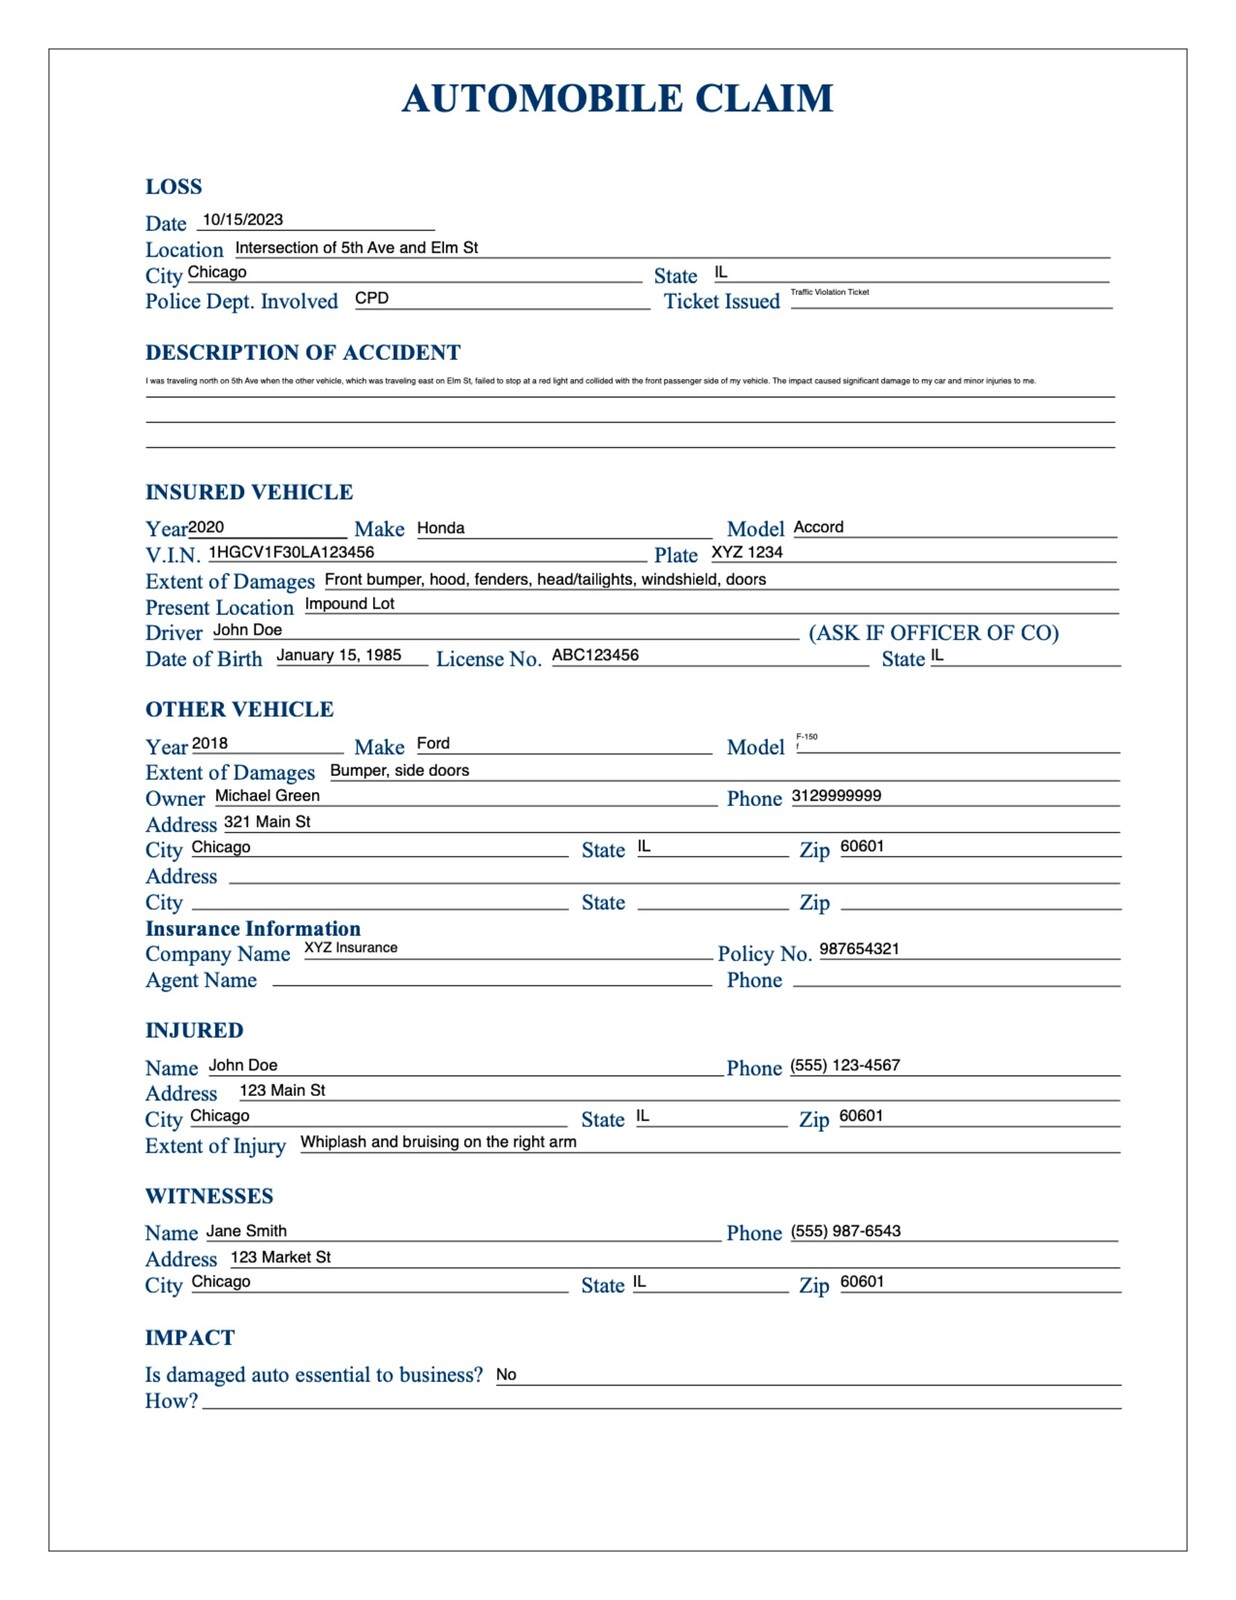 AUTOMOBILE CLAIM
LOSS
Date 10/15/2023
Location Intersection of 5th Ave and Elm St
City Chicago State IL
Police Dept. Involved CPD Ticket Issued Traffic Violation Ticket
DESCRIPTION OF ACCIDENT
I was traveling north on 5th Ave when the other vehicle, which was traveling east on Elm St, failed to stop at a red light and collided with the front passenger side of my vehicle. The impact caused significant damage to my car and minor injuries to me.
INSURED VEHICLE
Year 2020 Make Honda Model Accord
V.I.N. 1HGCV1F30LA123456 Plate XYZ 1234
Extent of Damages Front bumper, hood, fenders, head/tailights, windshield, doors
Present Location Impound Lot
Driver John Doe (ASK IF OFFICER OF CO)
Date of Birth January 15, 1985 License No. ABC123456 State IL
OTHER VEHICLE
Year 2018 Make Ford Model F-150
f
Extent of Damages Bumper, side doors
Owner Michael Green Phone 3129999999
Address 321 Main St
City Chicago State IL Zip 60601
Address
City State Zip
Insurance Information
Company Name XYZ Insurance Policy No. 987654321
Agent Name Phone
INJURED
Name John Doe Phone (555) 123-4567
Address 123 Main St
City Chicago State IL Zip 60601
Extent of Injury Whiplash and bruising on the right arm
WITNESSES
Name Jane Smith Phone (555) 987-6543
Address 123 Market St
City Chicago State IL Zip 60601
IMPACT
Is damaged auto essential to business? No
How?